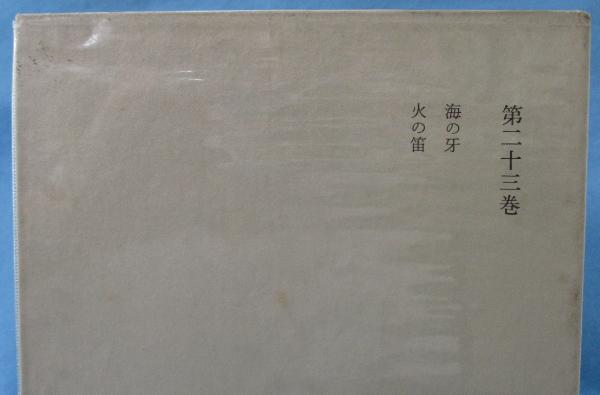 第二十三巻
海の牙
火の笛